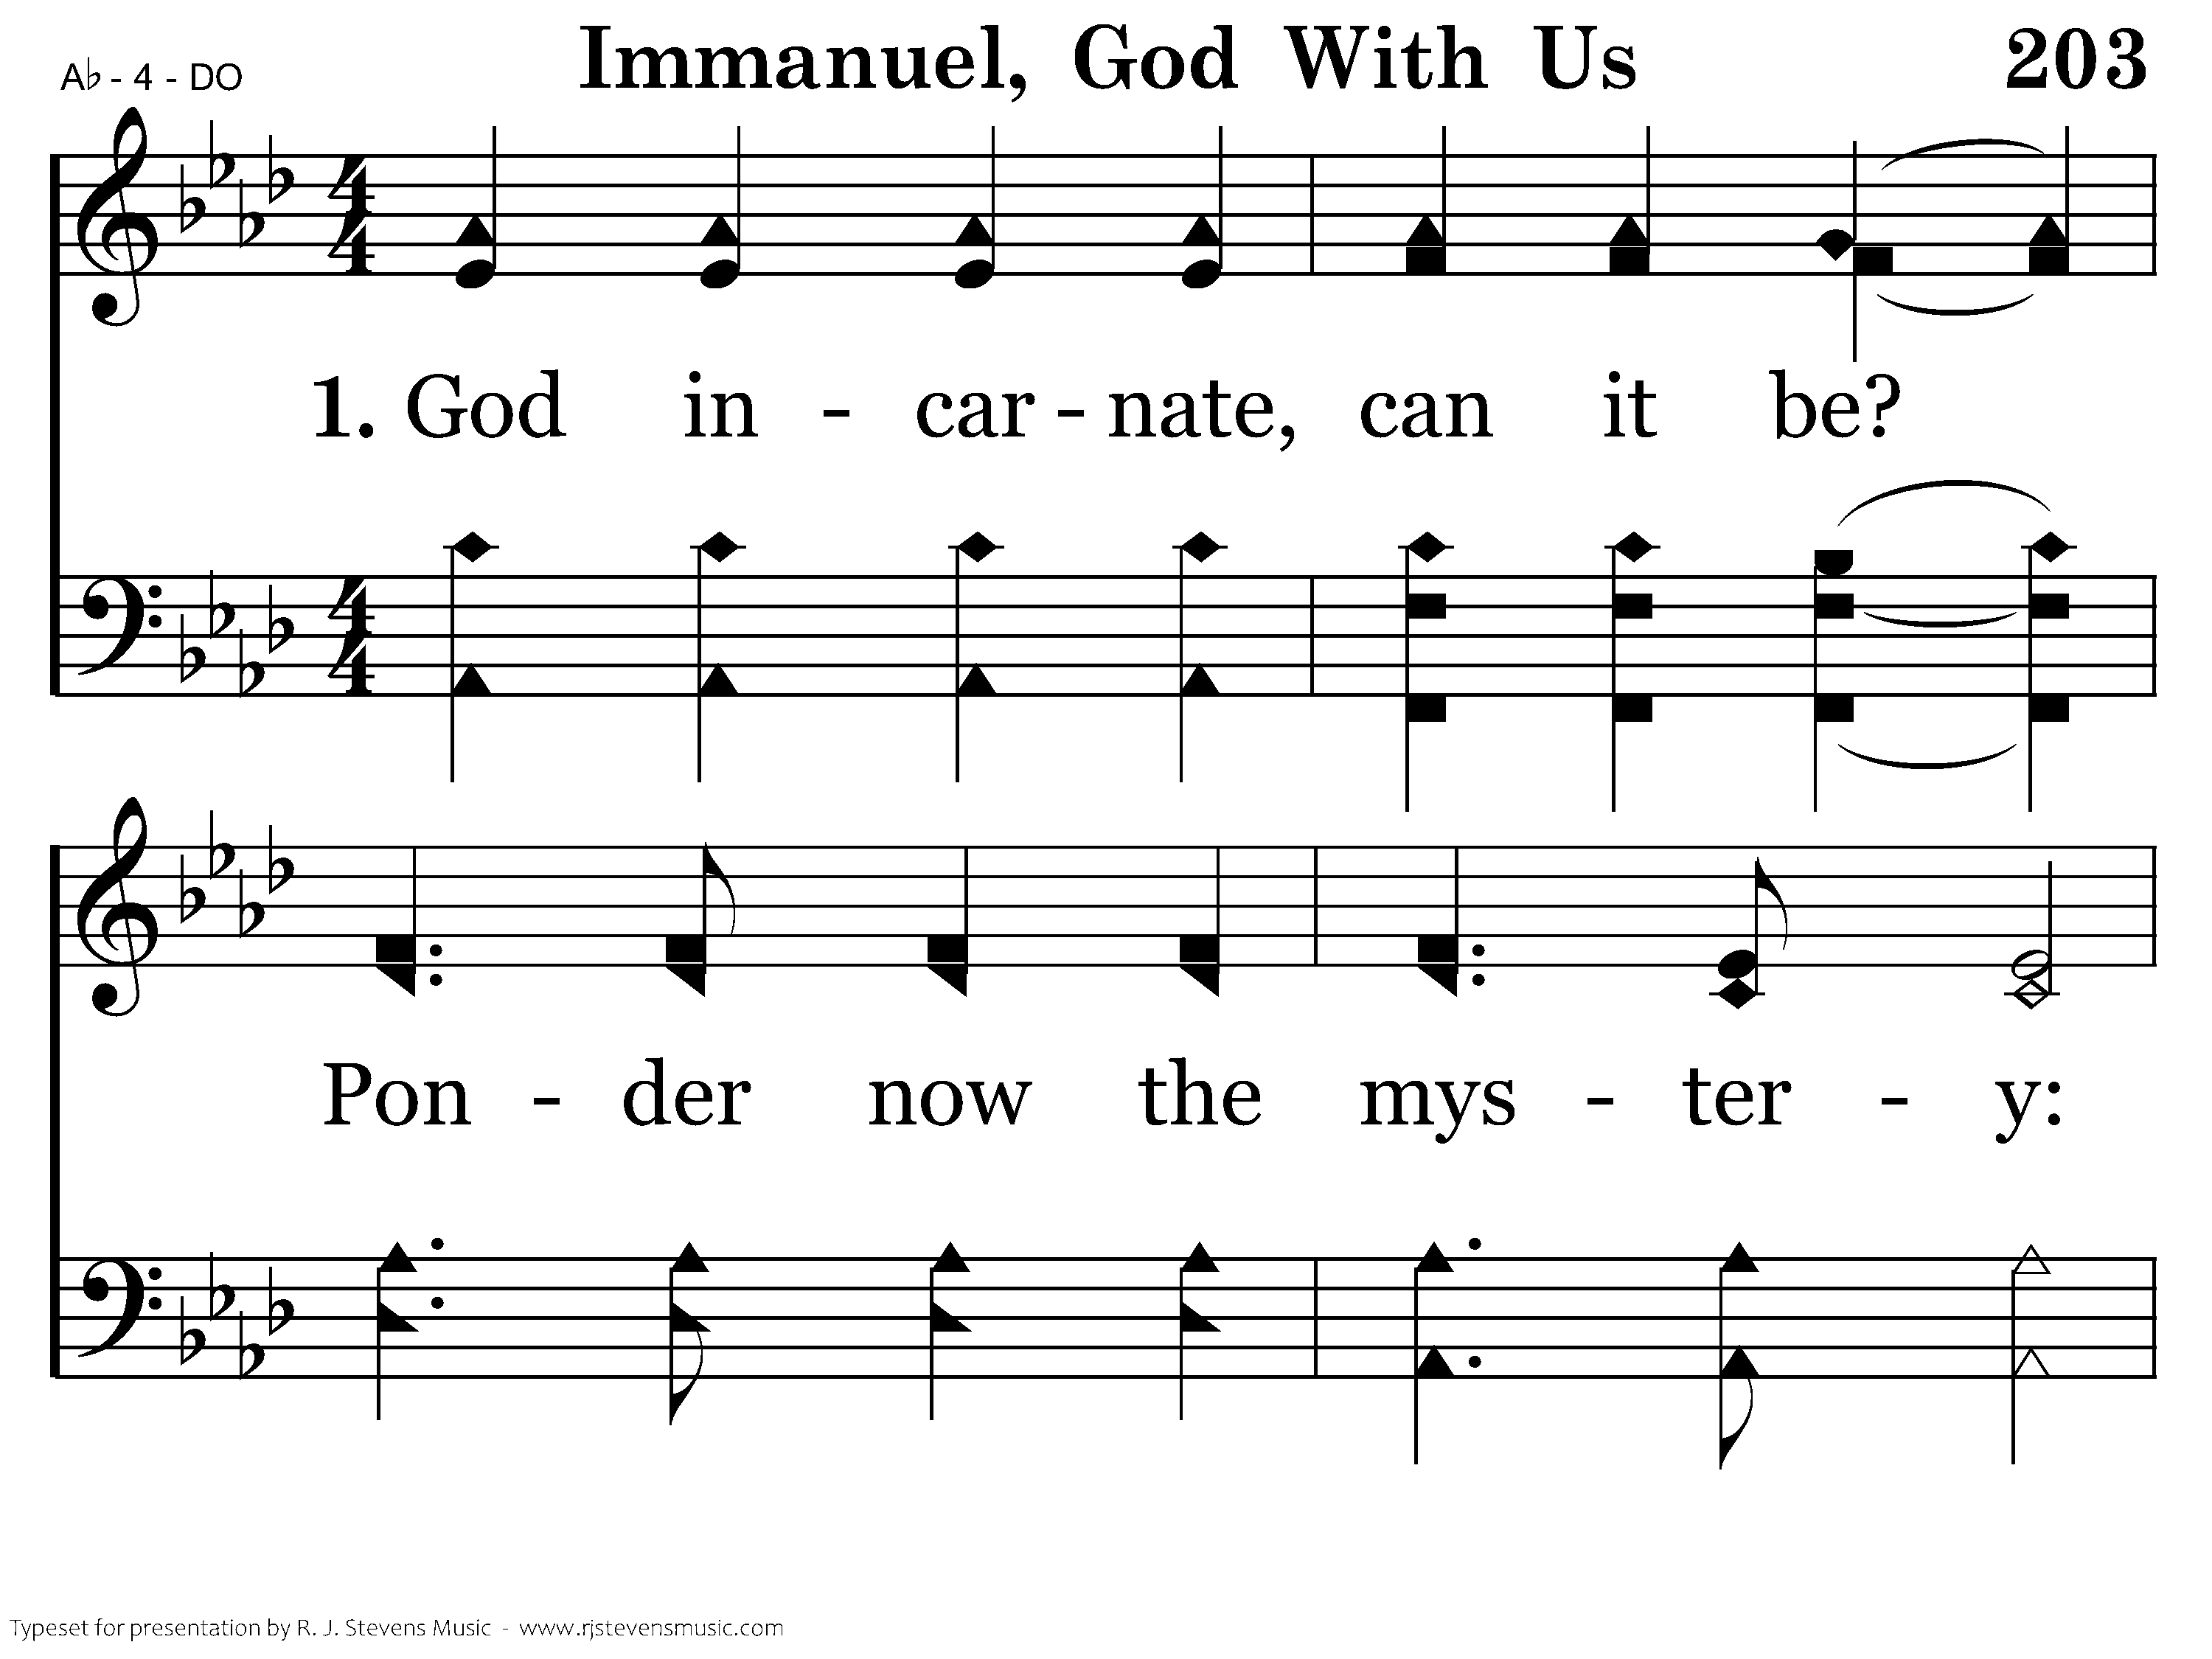 Immanuel, God With Us 203
A♭ - 4 - DO
1. God in - car - nate, can it be?
Pon - der now the mys - ter - y:
Typeset for presentation by R. J. Stevens Music - www.rjstevensmusic.com